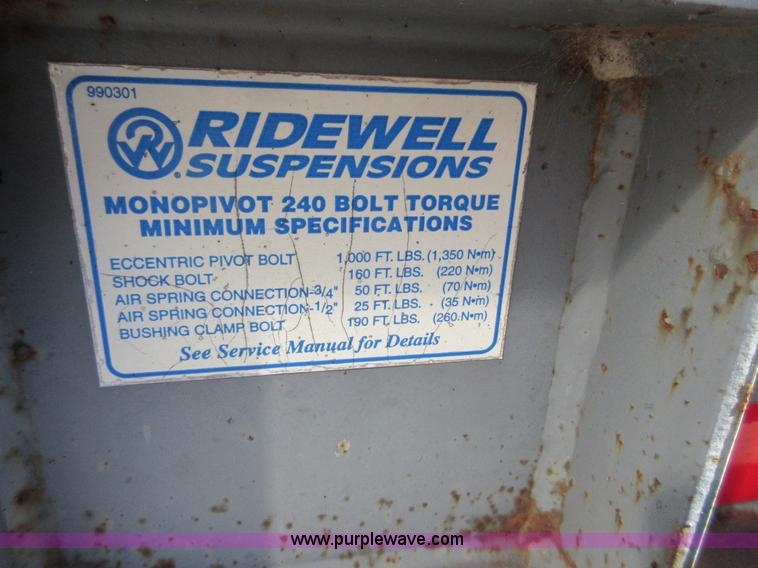 990301
RIDEWELL
SUSPENSIONS
MONOPIVOT 240 BOLT TORQUE
MINIMUM SPECIFICATIONS
ECCENTRIC PIVOT BOLT 1,000 FT. LBS. (1,350 N•m)
SHOCK BOLT 160 FT. LBS. (220 N•m)
AIR SPRING CONNECTION-3/4" 50 FT. LBS. (70 N•m)
AIR SPRING CONNECTION-1/2" 25 FT. LBS. (35 N•m)
BUSHING CLAMP BOLT 190 FT. LBS. (260 N•m)
See Service Manual for Details
www.purplewave.com